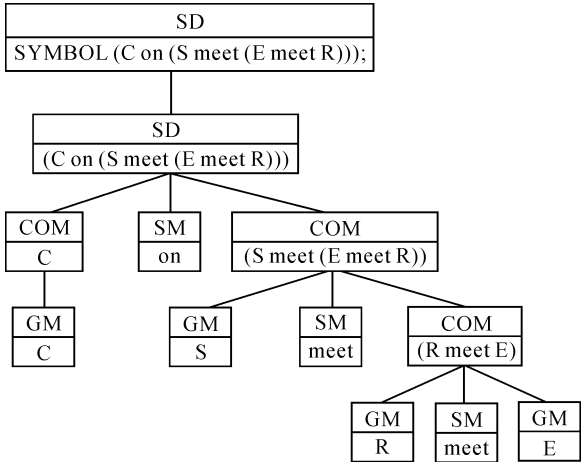 SD
SYMBOL (C on (S meet (E meet R)));
SD
(C on (S meet (E meet R)))
COM
C
SM
on
COM
(S meet (E meet R))
GM
C
GM
S
SM
meet
COM
(R meet E)
GM
R
SM
meet
GM
E